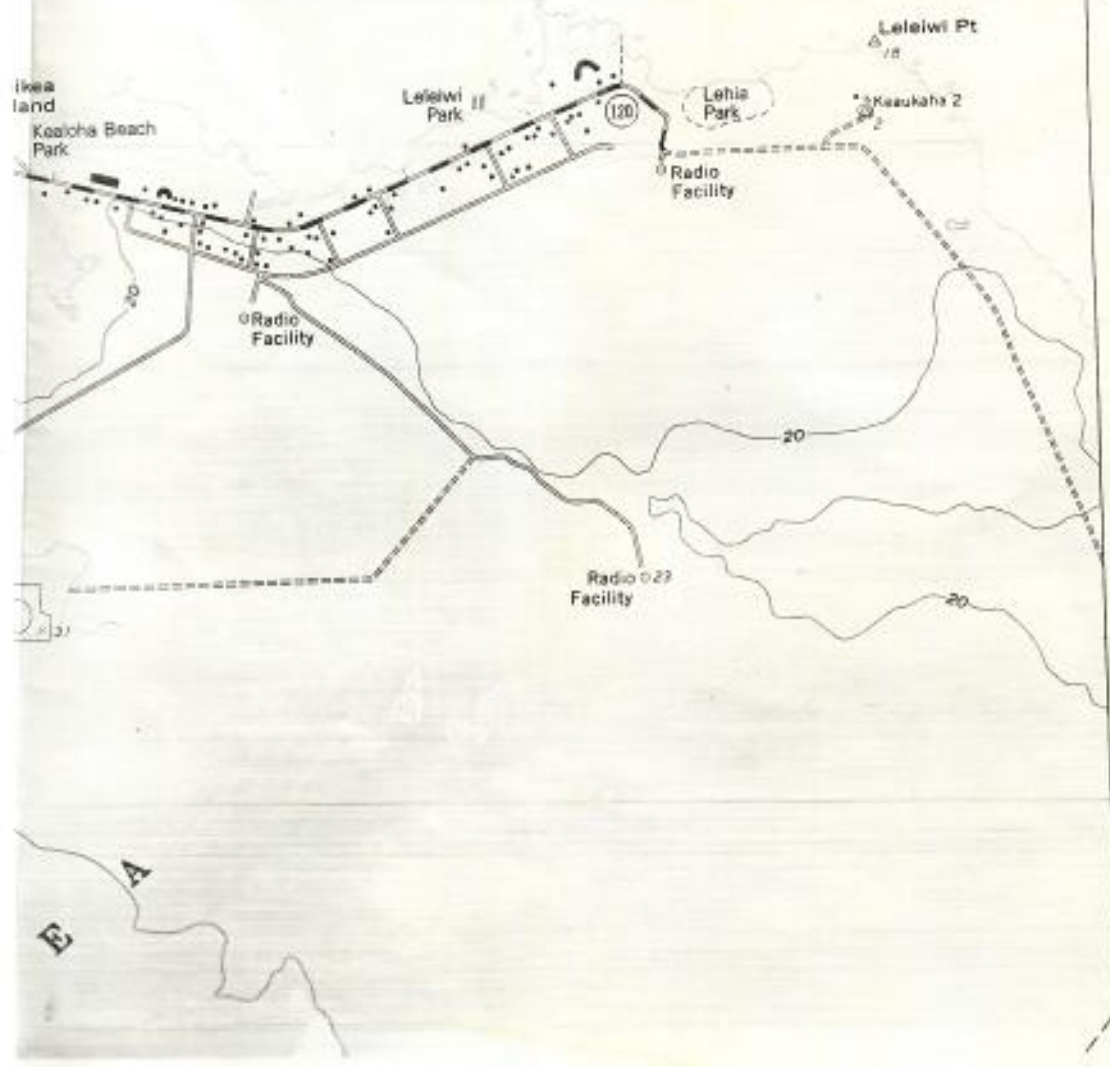 Leleiwi Pt
18
ikea
land
Kealoha Beach
Park
Leleiwi
Park
120
Lehia
Park
Keaukaha 2
2
Radio
Facility
20
Radio
Facility
20
Radio 23
Facility
20
31
A
E